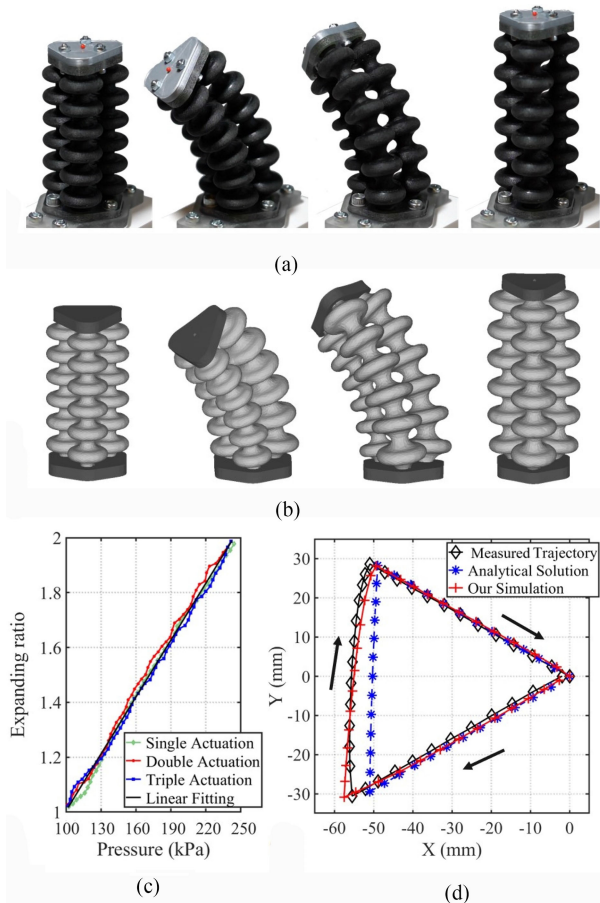 (a)
(b)
2
1.8
1.6
1.4
1.2
1
Expanding ratio
100
130
160
190
220
250
Pressure (kPa)
Single Actuation
Double Actuation
Triple Actuation
Linear Fitting
(c)
30
20
10
0
-10
-20
-30
Y (mm)
-60
-50
-40
-30
-20
-10
0
X (mm)
Measured Trajectory
Analytical Solution
Our Simulation
(d)